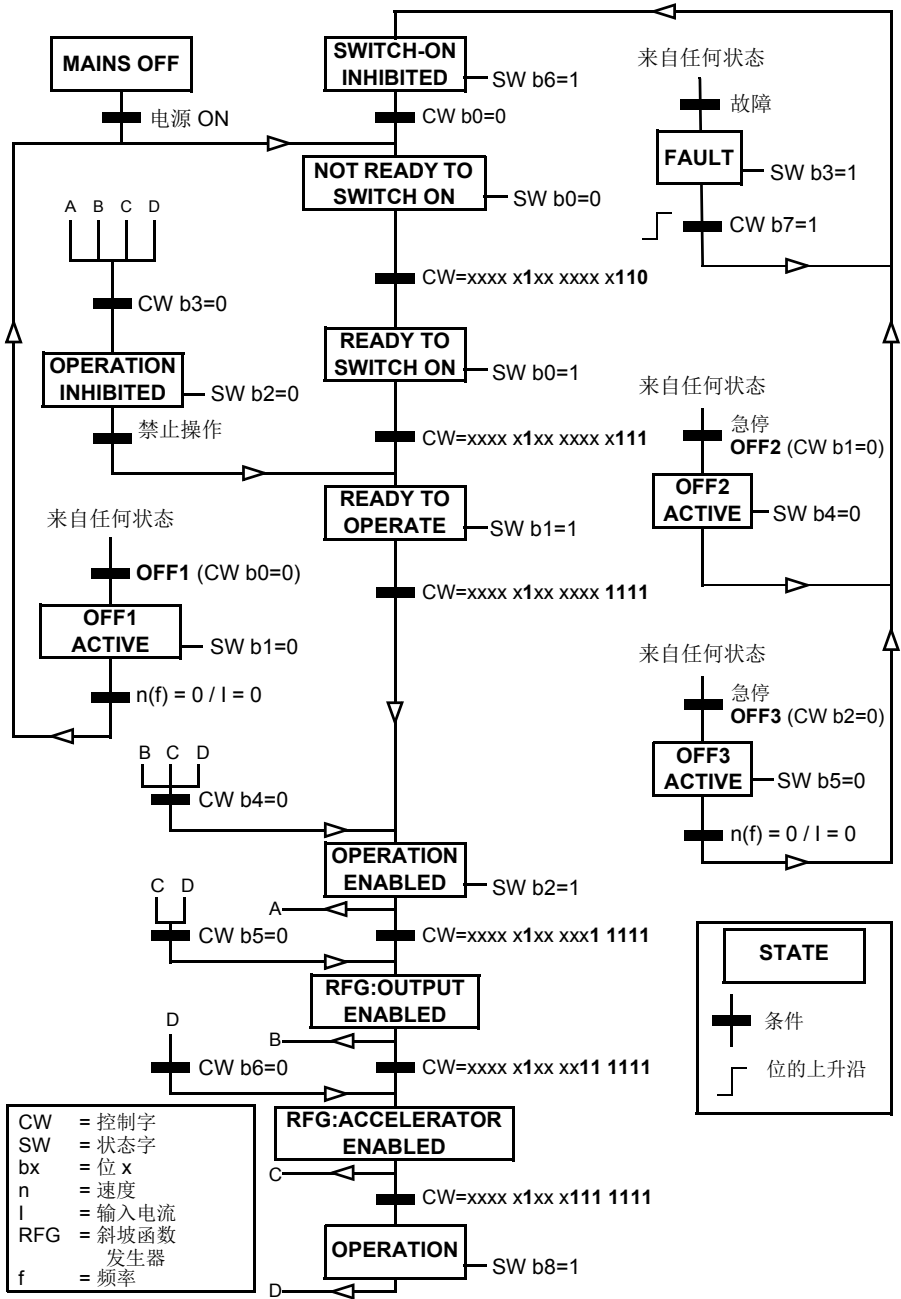 MAINS OFF
电源 ON
SWITCH-ON
INHIBITED
SW b6=1
CW b0=0
来自任何状态
故障
FAULT
SW b3=1
CW b7=1
NOT READY TO
SWITCH ON
SW b0=0
A B C D
CW b3=0
CW=xxxx x1xx xxxx x110
OPERATION
INHIBITED
SW b2=0
禁止操作
READY TO
SWITCH ON
SW b0=1
CW=xxxx x1xx xxxx x111
来自任何状态
急停
OFF2 (CW b1=0)
OFF2
ACTIVE
SW b4=0
READY TO
OPERATE
SW b1=1
CW=xxxx x1xx xxxx 1111
来自任何状态
OFF1 (CW b0=0)
OFF1
ACTIVE
SW b1=0
n(f) = 0 / I = 0
来自任何状态
急停
OFF3 (CW b2=0)
OFF3
ACTIVE
SW b5=0
n(f) = 0 / I = 0
B C D
CW b4=0
OPERATION
ENABLED
SW b2=1
A
C D
CW b5=0
CW=xxxx x1xx xxx1 1111
RFG:OUTPUT
ENABLED
B
D
CW b6=0
CW=xxxx x1xx xx11 1111
RFG:ACCELERATOR
ENABLED
C
CW=xxxx x1xx x111 1111
OPERATION
SW b8=1
D
STATE
条件
位的上升沿
CW = 控制字
SW = 状态字
bx = 位 x
n = 速度
I = 输入电流
RFG = 斜坡函数
发生器
f = 频率